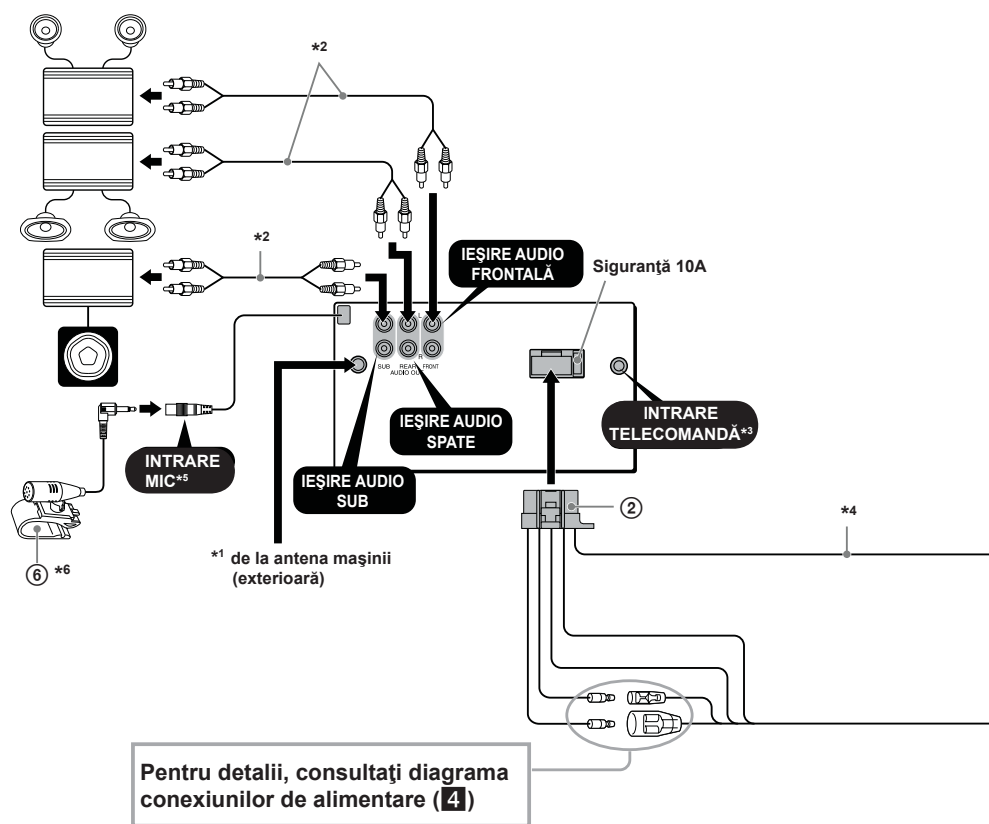 *2
*2
IEŞIRE AUDIO
FRONTALĂ
Siguranţă 10A
L
R
SUB REAR FRONT
AUDIO OUT
IEŞIRE AUDIO
SPATE
INTRARE
TELECOMANDĂ*3
INTRARE
MIC*5
IEŞIRE AUDIO
SUB
2
*4
*1 de la antena maşinii
(exterioară)
6 *6
Pentru detalii, consultaţi diagrama
conexiunilor de alimentare (4)